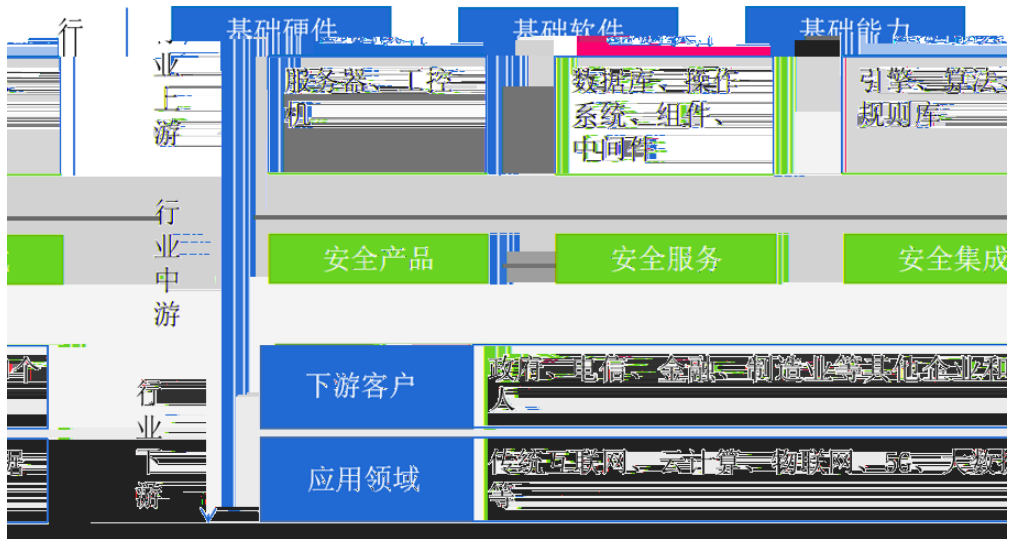 行 基础硬件 基础软件 基础能力
业
上
游
服务器、工控
机
数据库、操作
系统、组件、
中间件
引擎、算法、
规则库
行
业
中
游
安全产品 安全服务 安全集成
行
业
下
游
下游客户
政府、电信、金融、制造业等其他企业和
人
个
应用领域
传统互联网、云计算、物联网、5G、大数据
等